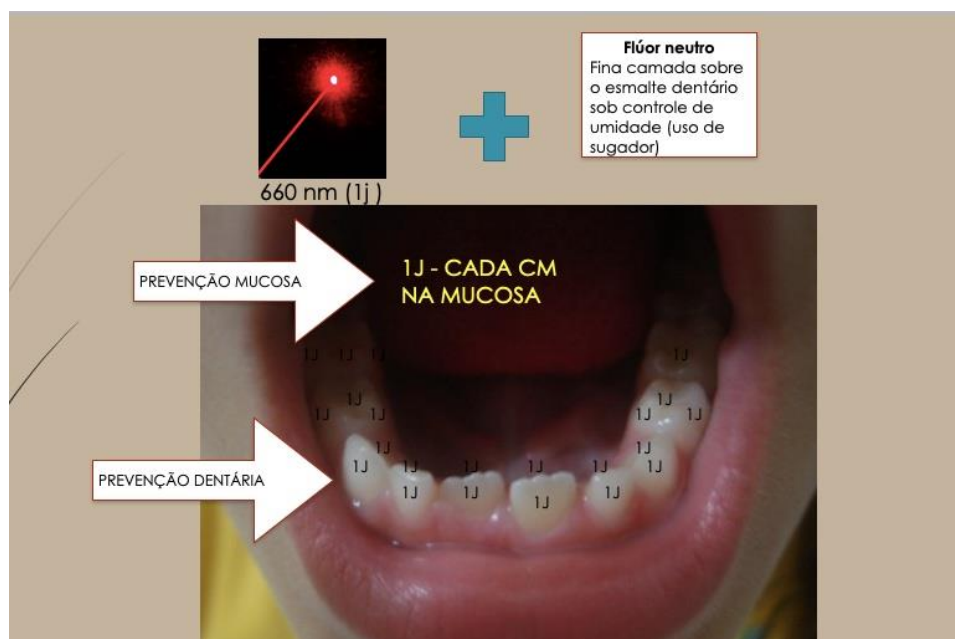 Flúor neutro
Fina camada sobre
o esmalte dentário
sob controle de
umidade (uso de
sugador)
660 nm (1j )
1J - CADA CM
NA MUCOSA
PREVENÇÃO MUCOSA
1J 1J 1J 1J
1J 1J
1J 1J 1J 1J
1J 1J
1J 1J 1J 1J 1J 1J
1J 1J 1J 1J
PREVENÇÃO DENTÁRIA